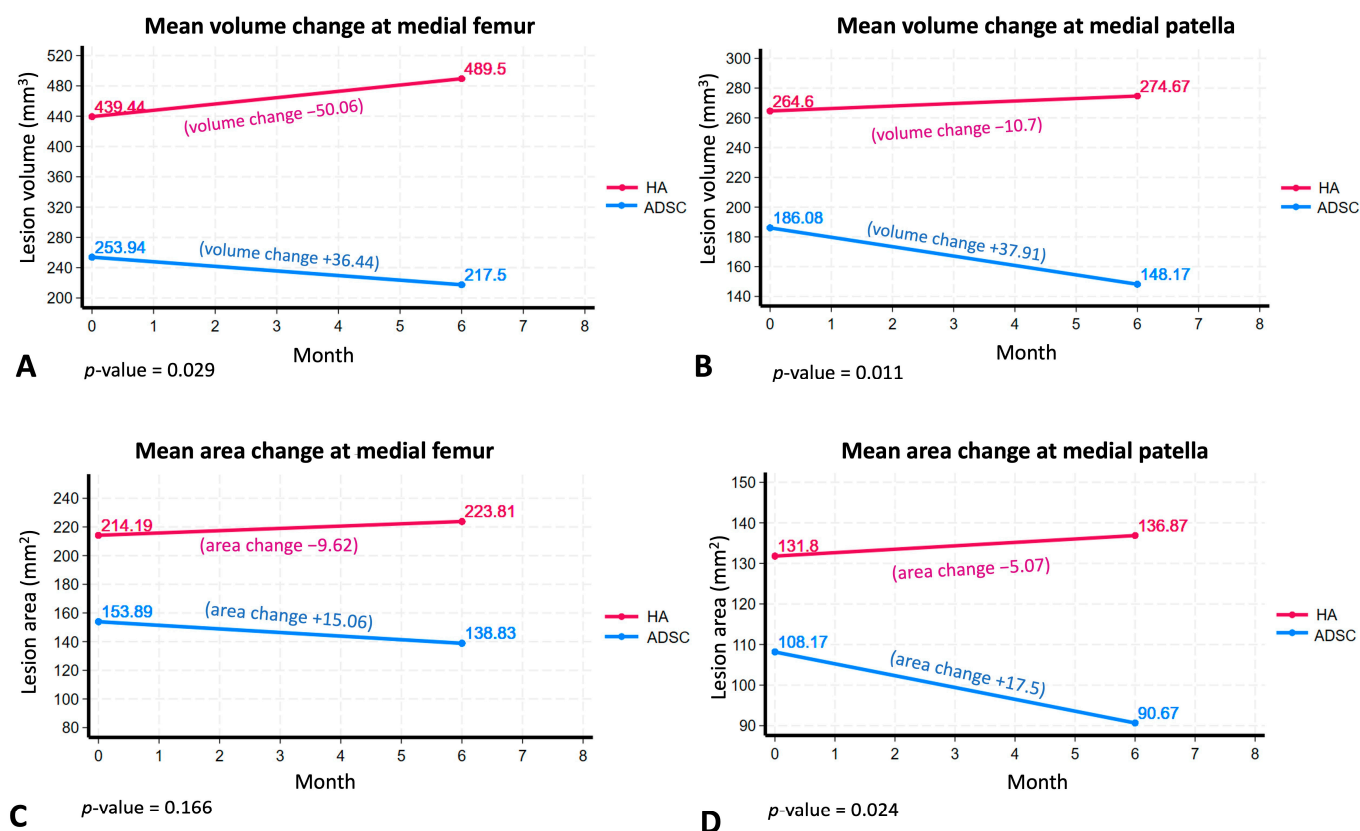 Mean volume change at medial femur
Lesion volume (mm³)
520
480
440
400
360
320
280
240
200
439.44
489.5
(volume change −50.06)
253.94
(volume change +36.44)
217.5
0 1 2 3 4 5 6 7 8
Month
HA
ADSC
A
p-value = 0.029
Mean volume change at medial patella
Lesion volume (mm³)
300
280
260
240
220
200
180
160
140
264.6
274.67
(volume change −10.7)
186.08
(volume change +37.91)
148.17
0 1 2 3 4 5 6 7 8
Month
HA
ADSC
B
p-value = 0.011
Mean area change at medial femur
Lesion area (mm²)
240
220
200
180
160
140
120
100
80
214.19
223.81
(area change −9.62)
153.89
(area change +15.06)
138.83
0 1 2 3 4 5 6 7 8
Month
HA
ADSC
C
p-value = 0.166
Mean area change at medial patella
Lesion area (mm²)
150
140
130
120
110
100
90
131.8
136.87
(area change −5.07)
108.17
(area change +17.5)
90.67
0 1 2 3 4 5 6 7 8
Month
HA
ADSC
D
p-value = 0.024